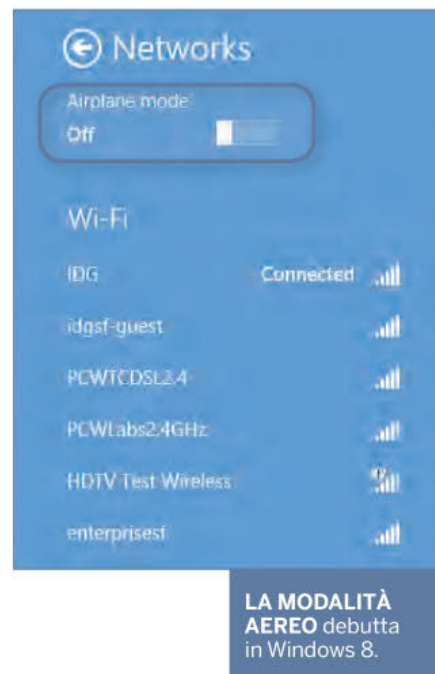 Networks
Airplane mode
Off
Wi-Fi
IDG Connected
idgsf-guest
PCWTCDSL2.4
PCWLabs2.4GHz
HDTV Test Wireless
enterprisesf
LA MODALITÀ
AEREO debutta
in Windows 8.